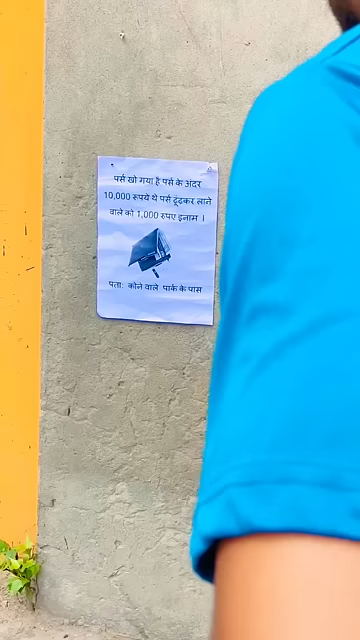 पर्स खो गया है पर्स के अंदर
10,000 रूपये थे पर्स ढूंढकर लाने
वाले को 1,000 रुपए इनाम ।
पता: कोने वाले पार्क के पास